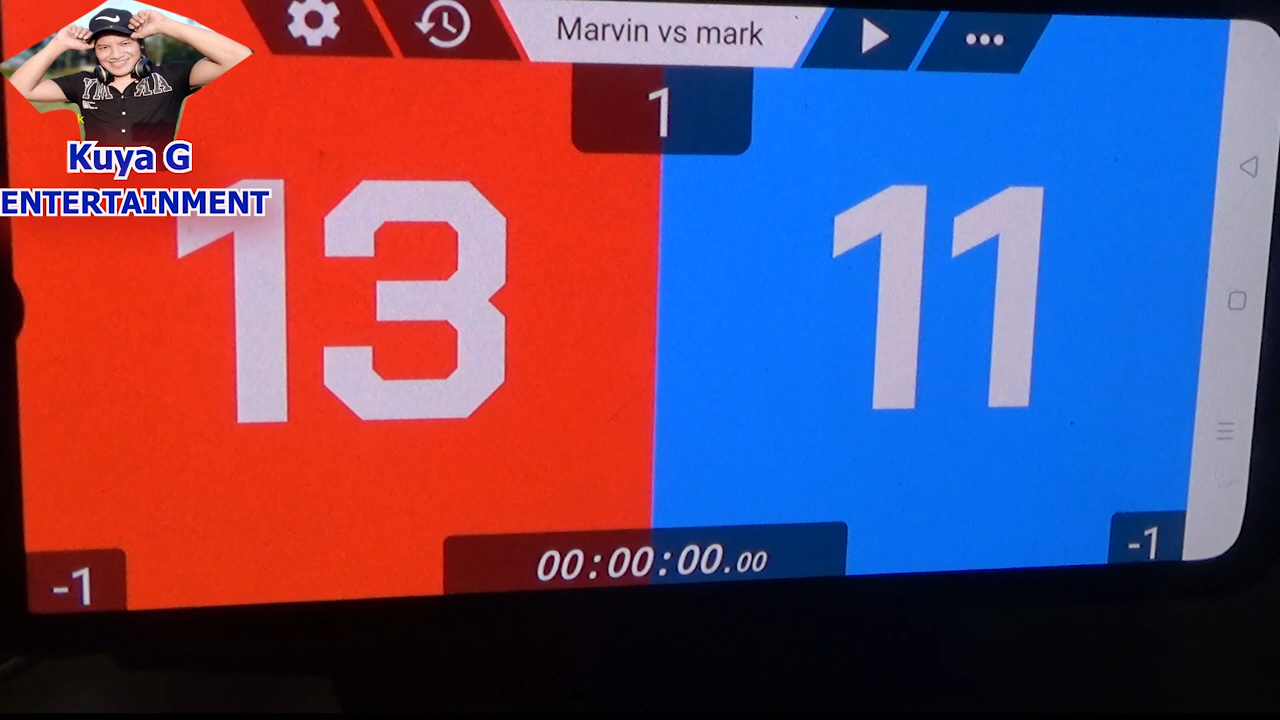 Marvin vs mark
1
Kuya G
ENTERTAINMENT
13
11
-1
00:00:00.00
-1